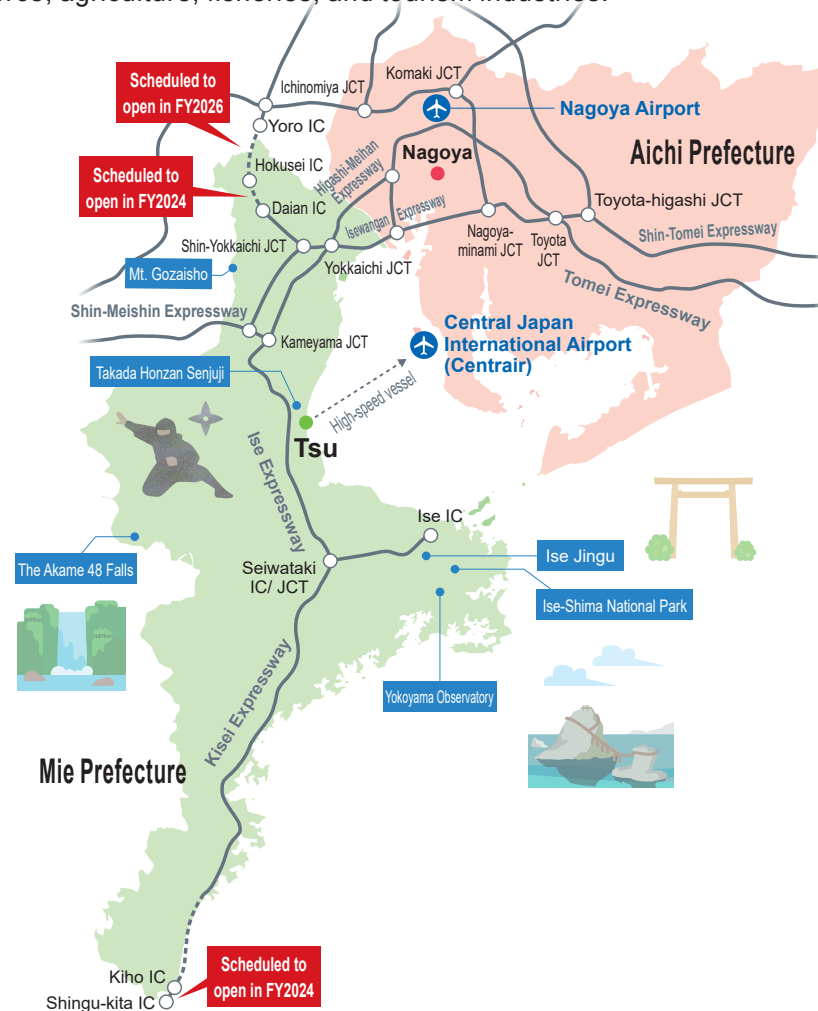 agriculture, fisheries, and tourism industries.
Scheduled to
open in FY2026
Ichinomiya JCT
Komaki JCT
Nagoya Airport
Yoro IC
Nagoya
Aichi Prefecture
Hokusei IC
Scheduled to
open in FY2024
Higashi-Meihan
Expressway
Daian IC
Isewangan Expressway
Toyota-higashi JCT
Shin-Yokkaichi JCT
Yokkaichi JCT
Nagoya-
minami JCT
Toyota
JCT
Shin-Tomei Expressway
Mt. Gozaisho
Tomei Expressway
Shin-Meishin Expressway
Kameyama JCT
Central Japan
International Airport
(Centrair)
Takada Honzan Senjuji
High-speed vessel
Tsu
Ise Expressway
Ise IC
Ise Jingu
The Akame 48 Falls
Seiwataki
IC/ JCT
Ise-Shima National Park
Yokoyama Observatory
Kisei Expressway
Mie Prefecture
Kiho IC
Shingu-kita IC
Scheduled to
open in FY2024